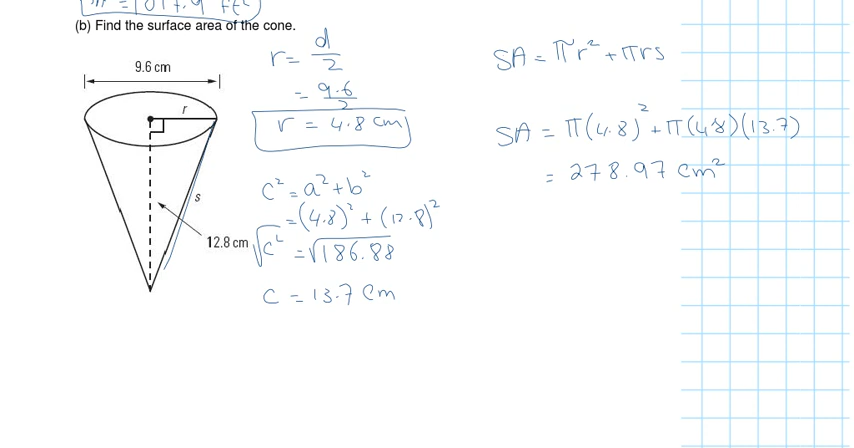 (b) Find the surface area of the cone.
9.6 cm
r
s
12.8 cm
r = d/2
= 9.6/2
r = 4.8 cm
c² = a² + b²
= (4.8)² + (12.8)²
√c² = √186.88
c = 13.7 cm
SA = πr² + πrs
SA = π(4.8)² + π(4.8)(13.7)
= 278.97 cm²